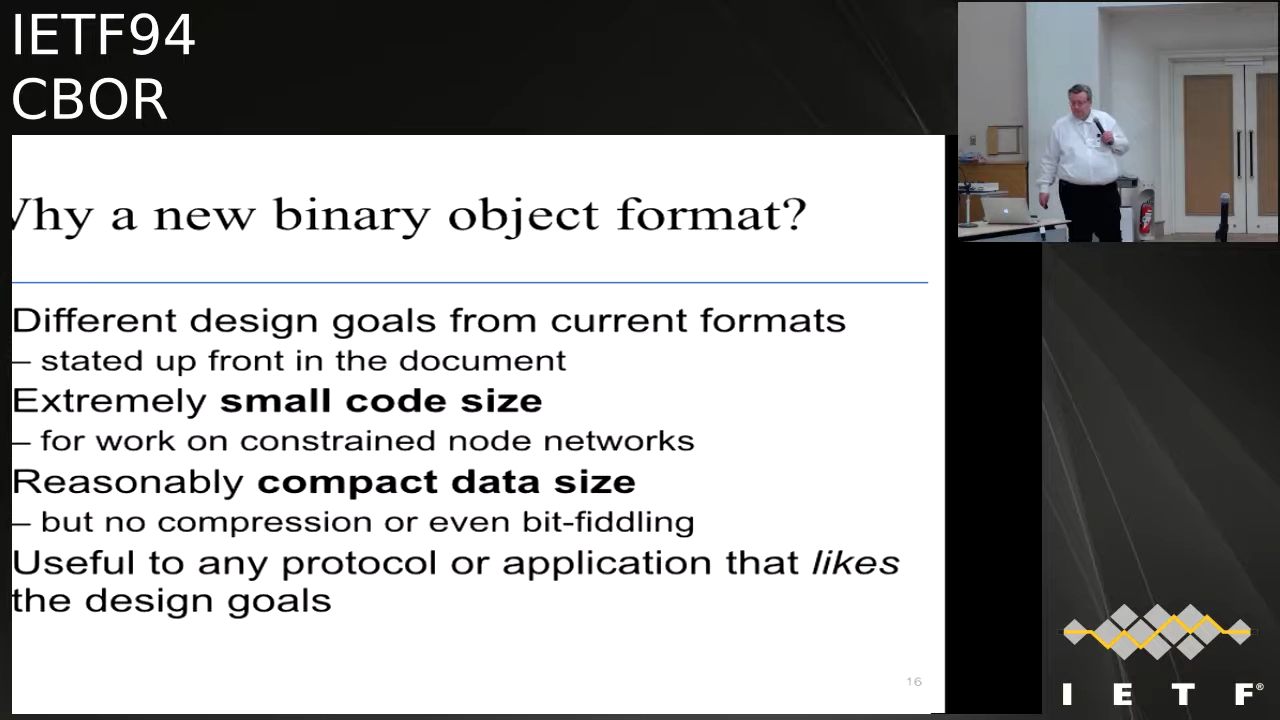 IETF94
CBOR
Why a new binary object format?
Different design goals from current formats
– stated up front in the document
Extremely small code size
– for work on constrained node networks
Reasonably compact data size
– but no compression or even bit-fiddling
Useful to any protocol or application that likes
the design goals
16
I E T F®